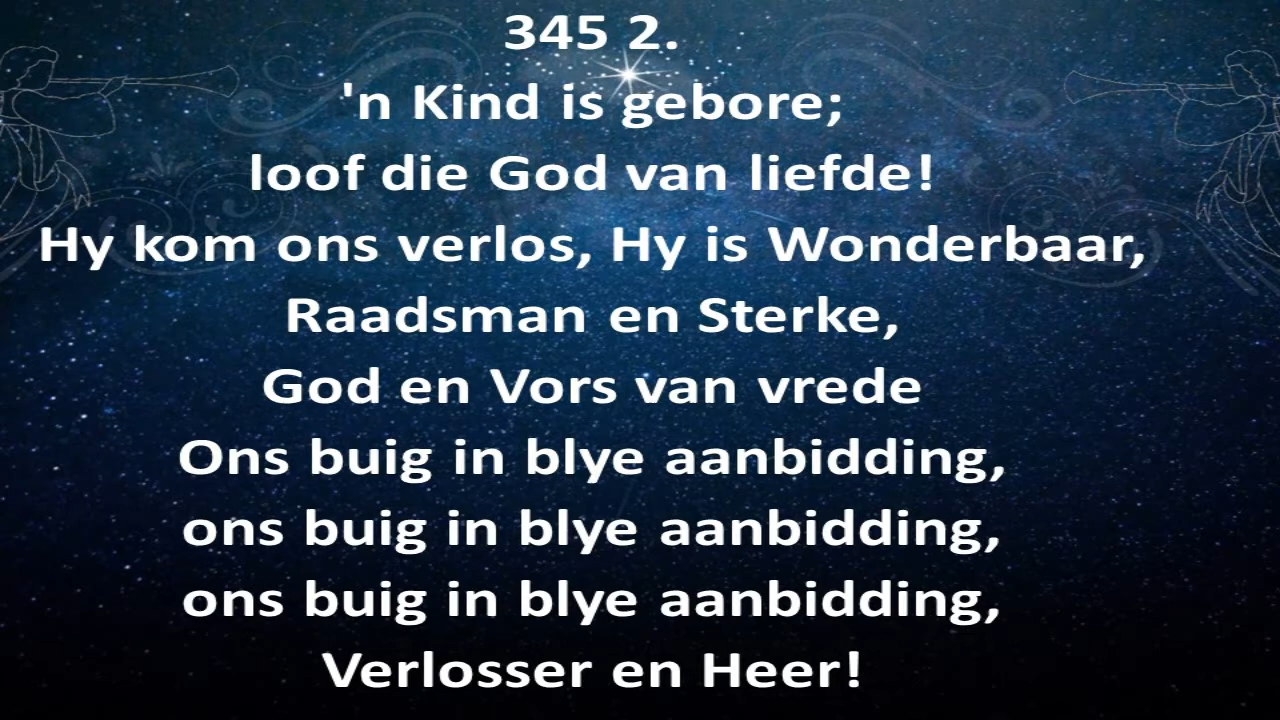 345 2.
'n Kind is gebore;
loof die God van liefde!
Hy kom ons verlos, Hy is Wonderbaar,
Raadsman en Sterke,
God en Vors van vrede
Ons buig in blye aanbidding,
ons buig in blye aanbidding,
ons buig in blye aanbidding,
Verlosser en Heer!